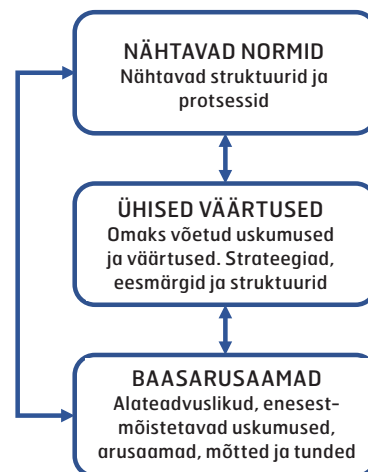 NÄHTAVAD NORMID
Nähtavad struktuurid ja
protsessid
ÜHISED VÄÄRTUSED
Omaks võetud uskumused
ja väärtused. Strateegiad,
eesmärgid ja struktuurid
BAASARUSAAMAD
Alateadvuslikud, enesest-
mõistetavad uskumused,
arusaamad, mõtted ja tunded